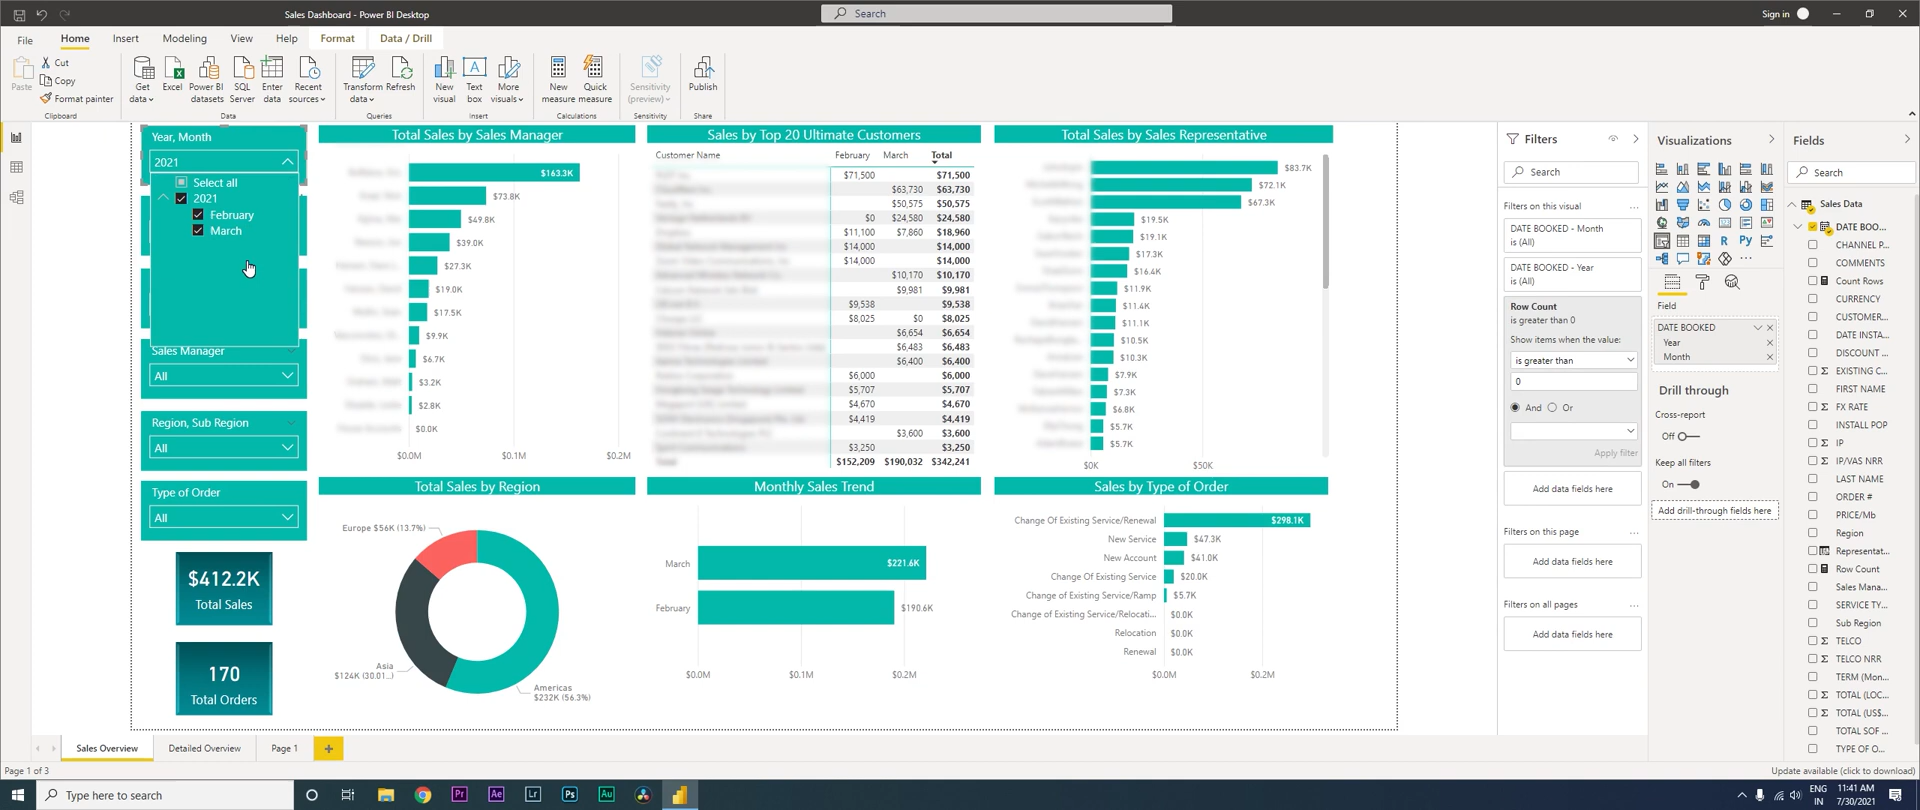 Sales Dashboard - Power BI Desktop
Search
Sign in
File
Home
Insert
Modeling
View
Help
Format
Data / Drill
Paste
Cut
Copy
Format painter
Clipboard
Get data
Excel
Power BI datasets
SQL Server
Enter data
Recent sources
Data
Transform data
Refresh
Queries
New visual
Text box
More visuals
Insert
New measure
Quick measure
Calculations
Sensitivity (preview)
Sensitivity
Publish
Share
Year, Month
2021
Select all
2021
February
March
Sales Manager
All
Region, Sub Region
All
Type of Order
All
$412.2K
Total Sales
170
Total Orders
Total Sales by Sales Manager
$163.3K
$73.8K
$49.8K
$39.0K
$27.3K
$19.0K
$17.5K
$9.9K
$6.7K
$3.2K
$2.8K
$0.0K
$0.0M $0.1M $0.2M
Sales by Top 20 Ultimate Customers
Customer Name February March Total
$71,500 $71,500
$63,730 $63,730
$50,575 $50,575
$0 $24,580 $24,580
$11,100 $7,860 $18,960
$14,000 $14,000
$14,000 $14,000
$10,170 $10,170
$9,981 $9,981
$9,538 $9,538
$8,025 $0 $8,025
$6,654 $6,654
$6,483 $6,483
$6,400 $6,400
$6,000 $6,000
$5,707 $5,707
$4,670 $4,670
$4,419 $4,419
$3,600 $3,600
$3,250 $3,250
Total $152,209 $190,032 $342,241
Total Sales by Sales Representative
$83.7K
$72.1K
$67.3K
$19.5K
$19.1K
$17.3K
$16.4K
$11.9K
$11.4K
$11.1K
$10.5K
$10.3K
$7.9K
$7.3K
$6.8K
$5.7K
$5.7K
$0K $50K
Total Sales by Region
Europe $56K (13.7%)
Asia
$124K (30.01...)
Americas
$232K (56.3%)
Monthly Sales Trend
March $221.6K
February $190.6K
$0.0M $0.1M $0.2M
Sales by Type of Order
Change Of Existing Service/Renewal $298.1K
New Service $47.3K
New Account $41.0K
Change Of Existing Service $20.0K
Change of Existing Service/Ramp $5.7K
Change of Existing Service/Relocati... $0.0K
Relocation $0.0K
Renewal $0.0K
$0.0M $0.2M
Filters
Search
Filters on this visual ...
DATE BOOKED - Month
is (All)
DATE BOOKED - Year
is (All)
Row Count
is greater than 0
Show items when the value:
is greater than
0
And Or
Apply filter
Add data fields here
Filters on this page ...
Add data fields here
Filters on all pages ...
Add data fields here
Visualizations
R Py
...
Field
DATE BOOKED
Year
Month
Drill through
Cross-report
Off
Keep all filters
On
Add drill-through fields here
Fields
Search
Sales Data
DATE BOO...
CHANNEL P...
COMMENTS
Count Rows
CURRENCY
CUSTOMER...
DATE INSTA...
DISCOUNT ...
EXISTING C...
FIRST NAME
FX RATE
INSTALL POP
IP
IP/VAS NRR
LAST NAME
ORDER #
PRICE/Mb
Region
Representat...
Row Count
Sales Mana...
SERVICE TY...
Sub Region
TELCO
TELCO NRR
TERM (Mon...
TOTAL (LOC...
TOTAL (US$...
TOTAL SOF ...
TYPE OF O...
Sales Overview
Detailed Overview
Page 1
+
Page 1 of 3
Update available (click to download)
Type here to search
Pr
Ae
Lr
Ps
Au
ENG
IN
11:41 AM
7/30/2021